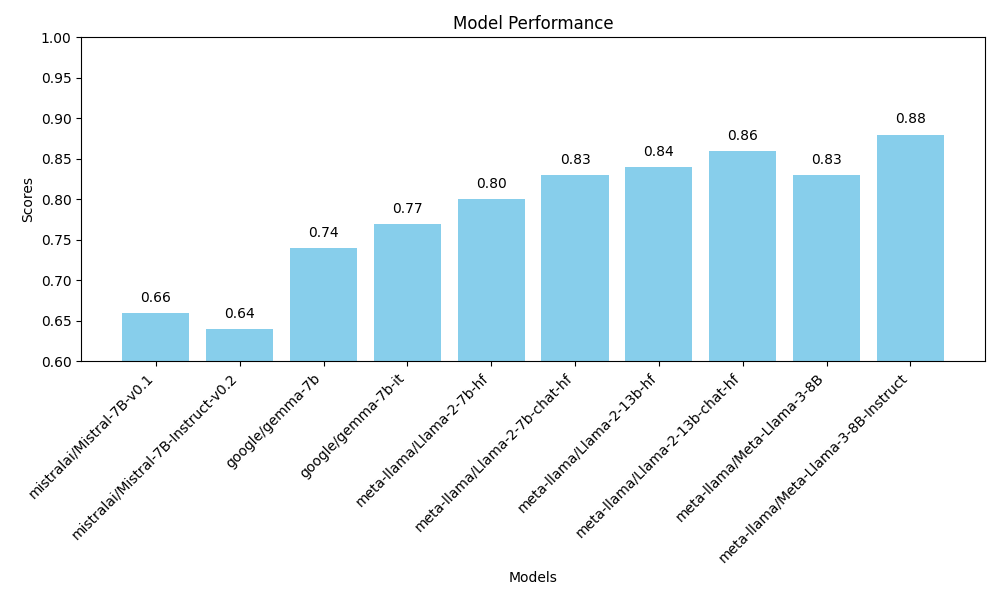 Model Performance
1.00
0.95
0.90
0.85
0.80
0.75
0.70
0.65
0.60
Scores
0.66
0.64
0.74
0.77
0.80
0.83
0.84
0.86
0.83
0.88
mistralai/Mistral-7B-v0.1
mistralai/Mistral-7B-Instruct-v0.2
google/gemma-7b
google/gemma-7b-it
meta-llama/Llama-2-7b-hf
meta-llama/Llama-2-7b-chat-hf
meta-llama/Llama-2-13b-hf
meta-llama/Llama-2-13b-chat-hf
meta-llama/Meta-Llama-3-8B
meta-llama/Meta-Llama-3-8B-Instruct
Models